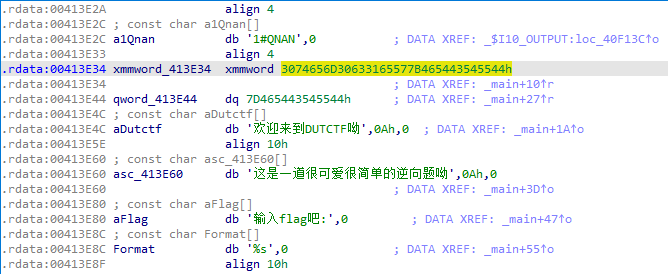 .rdata:00413E2A align 4
.rdata:00413E2C ; const char a1Qnan[]
.rdata:00413E2C a1Qnan db '1#QNAN',0 ; DATA XREF: _$I10_OUTPUT:loc_40F13C↑o
.rdata:00413E33 align 4
.rdata:00413E34 xmmword_413E34 xmmword 3074656D30633165577B465443545544h
.rdata:00413E34 ; DATA XREF: _main+10↑r
.rdata:00413E44 qword_413E44 dq 7D465443545544h ; DATA XREF: _main+27↑r
.rdata:00413E4C ; const char aDutctf[]
.rdata:00413E4C aDutctf db '欢迎来到DUTCTF呦',0Ah,0 ; DATA XREF: _main+1A↑o
.rdata:00413E5E align 10h
.rdata:00413E60 ; const char asc_413E60[]
.rdata:00413E60 asc_413E60 db '这是一道很可爱很简单的逆向题呦',0Ah,0
.rdata:00413E60 ; DATA XREF: _main+3D↑o
.rdata:00413E80 ; const char aFlag[]
.rdata:00413E80 aFlag db '输入flag吧:',0 ; DATA XREF: _main+47↑o
.rdata:00413E8C ; const char Format[]
.rdata:00413E8C Format db '%s',0 ; DATA XREF: _main+55↑o
.rdata:00413E8F align 10h